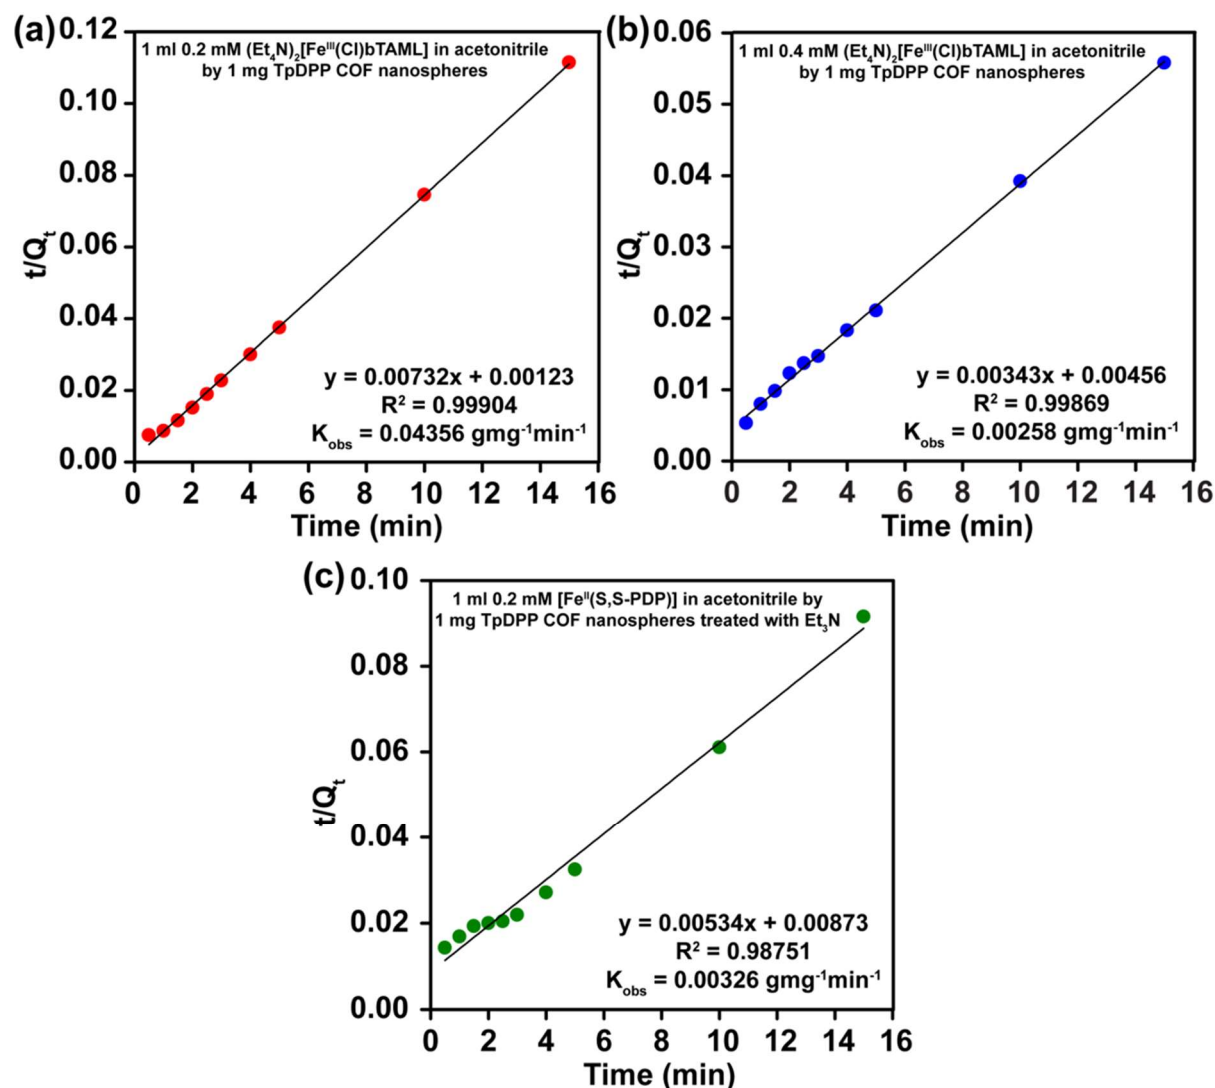 (a)
1 ml 0.2 mM (Et₄N)₂[Feᴵᴵᴵ(Cl)bTAML] in acetonitrile
by 1 mg TpDPP COF nanospheres
0.12
0.10
0.08
0.06
0.04
0.02
0.00
t/Qₜ
y = 0.00732x + 0.00123
R² = 0.99904
K_obs = 0.04356 gmg⁻¹min⁻¹
0 2 4 6 8 10 12 14 16
Time (min)
(b)
1 ml 0.4 mM (Et₄N)₂[Feᴵᴵᴵ(Cl)bTAML] in acetonitrile
by 1 mg TpDPP COF nanospheres
0.06
0.05
0.04
0.03
0.02
0.01
0.00
t/Qₜ
y = 0.00343x + 0.00456
R² = 0.99869
K_obs = 0.00258 gmg⁻¹min⁻¹
0 2 4 6 8 10 12 14 16
Time (min)
(c)
1 ml 0.2 mM [Feᴵᴵ(S,S-PDP)] in acetonitrile by
1 mg TpDPP COF nanospheres treated with Et₃N
0.10
0.08
0.06
0.04
0.02
0.00
t/Qₜ
y = 0.00534x + 0.00873
R² = 0.98751
K_obs = 0.00326 gmg⁻¹min⁻¹
0 2 4 6 8 10 12 14 16
Time (min)